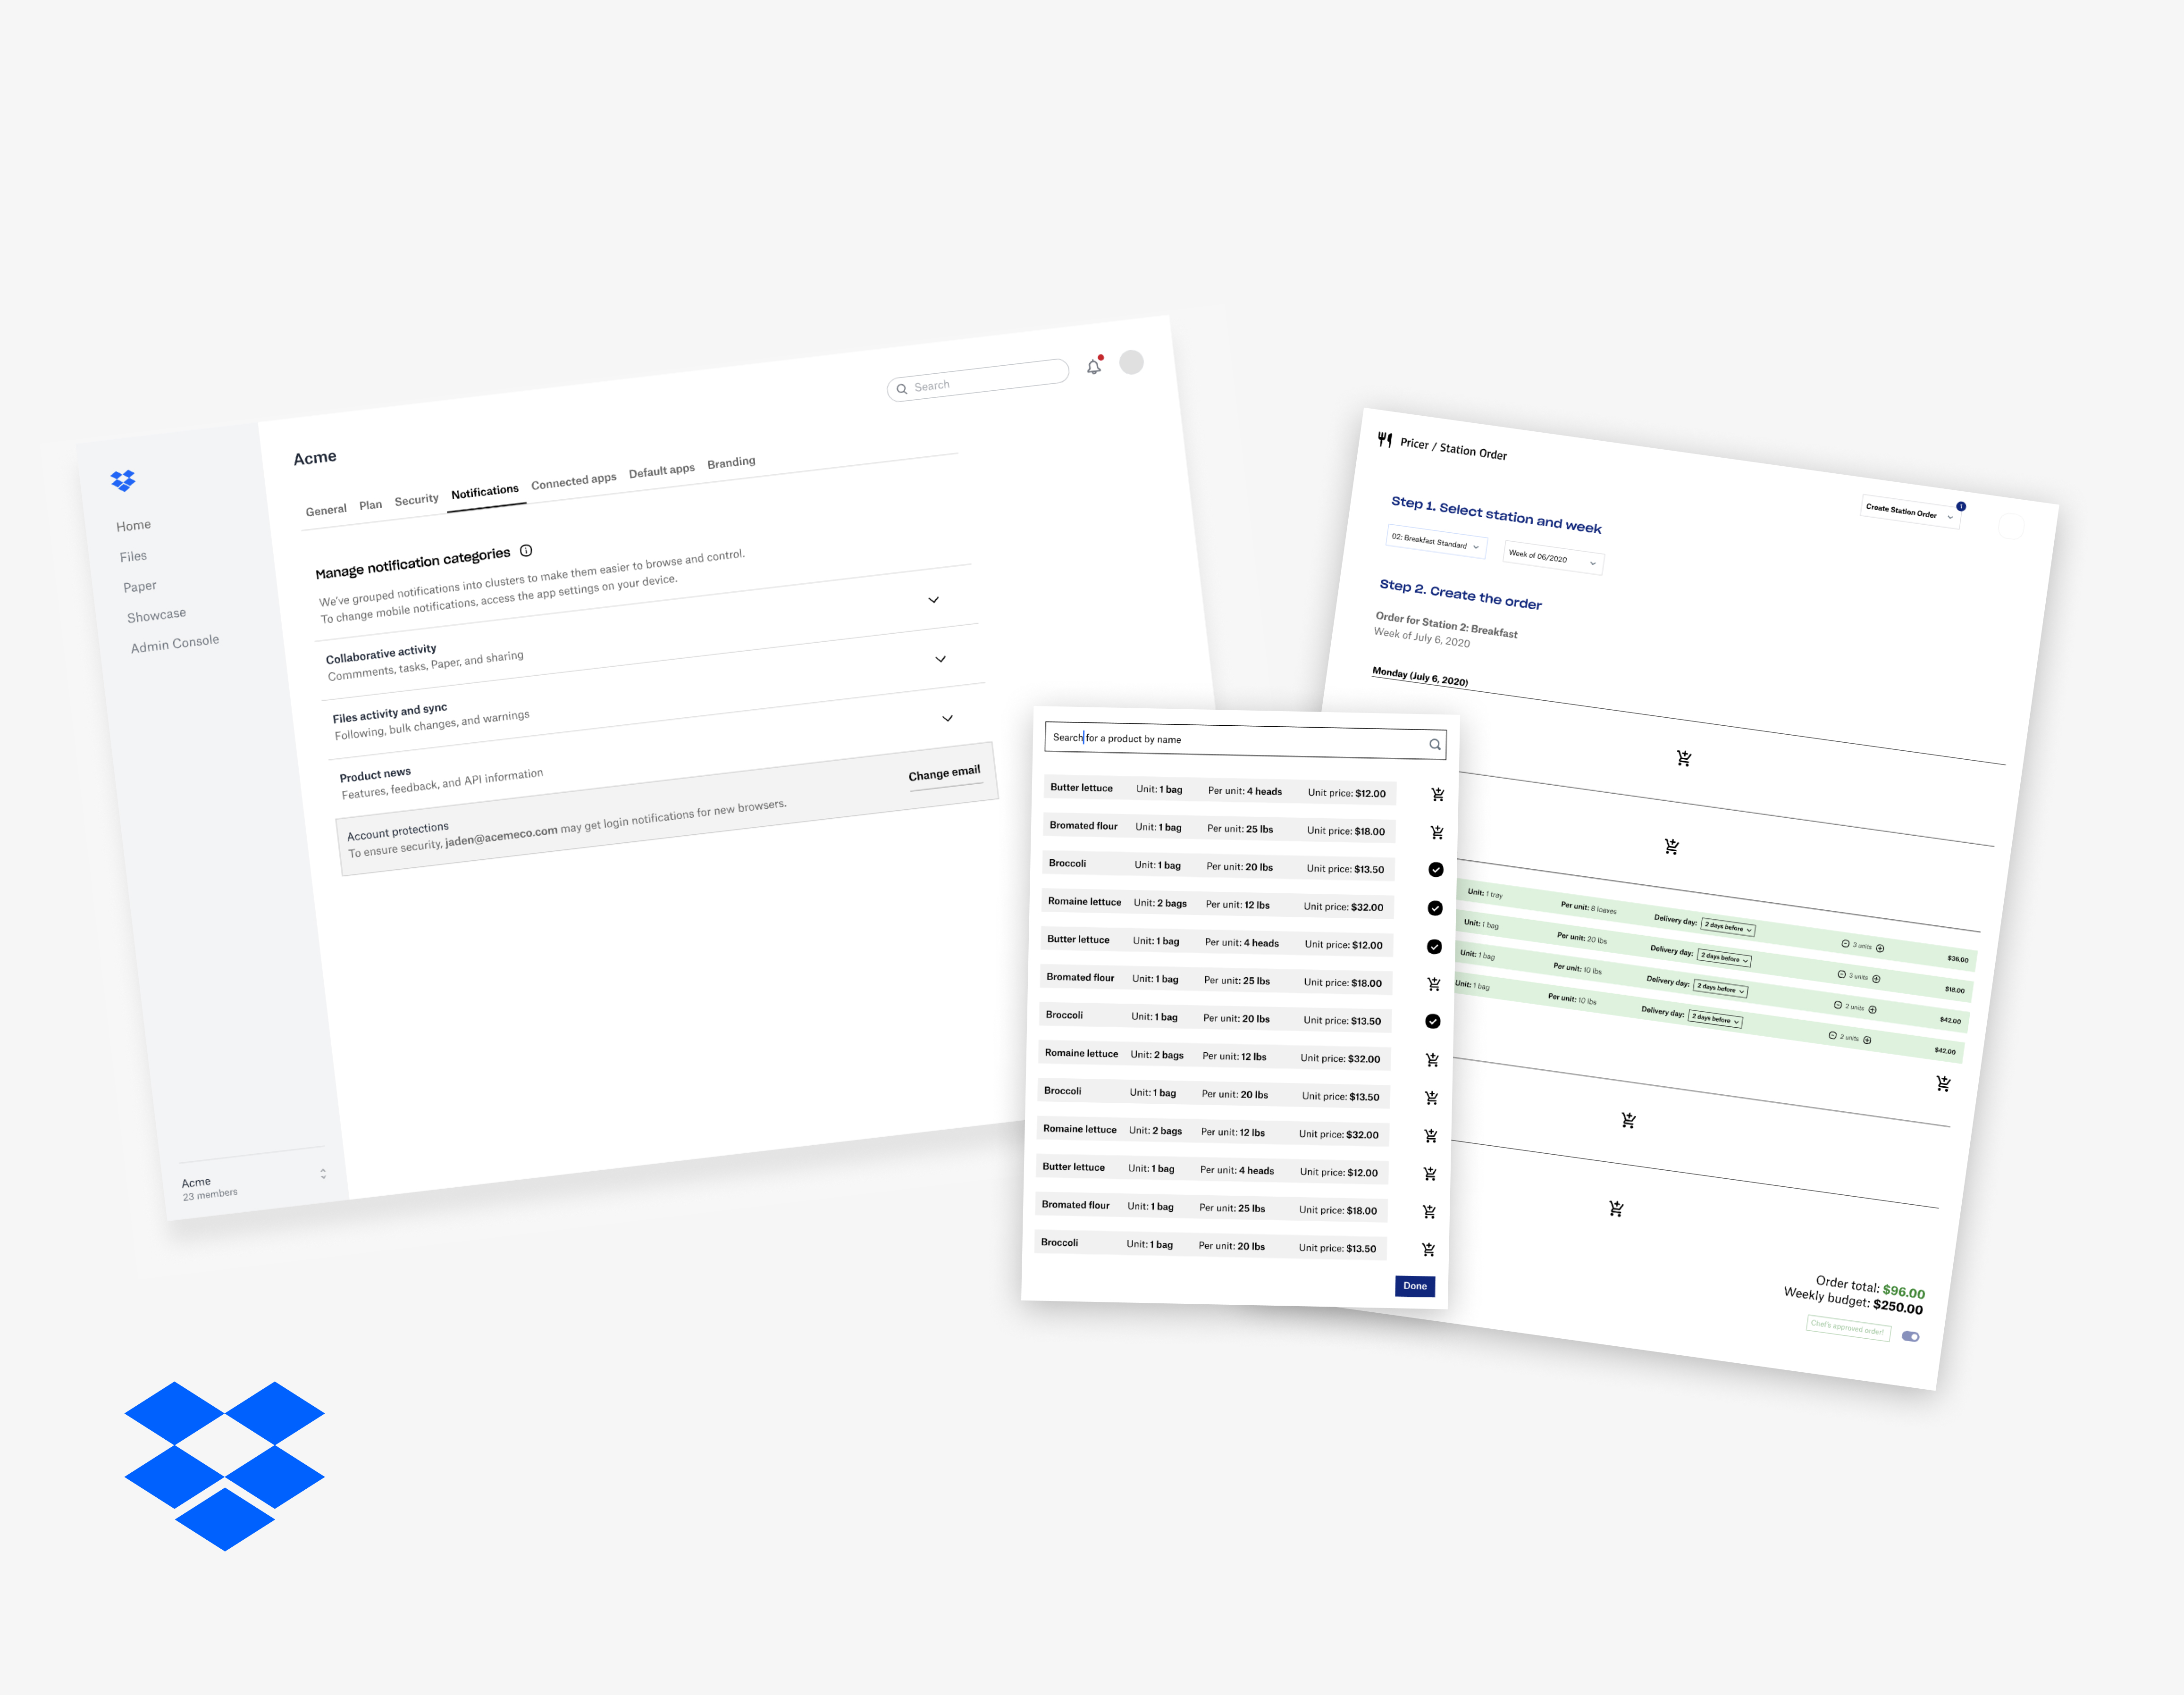 Search
Acme
General Plan Security Notifications Connected apps Default apps Branding
Home
Files
Paper
Showcase
Admin Console
Manage notification categories
We've grouped notifications into clusters to make them easier to browse and control.
To change mobile notifications, access the app settings on your device.
Collaborative activity
Commments, tasks, Paper, and sharing
Files activity and sync
Following, bulk changes, and warnings
Product news
Features, feedback, and API information
Account protections
To ensure security, jaden@acemeco.com may get login notifications for new browsers.
Change email
Acme
23 members
Search for a product by name
Butter lettuce Unit: 1 bag Per unit: 4 heads Unit price: $12.00
Bromated flour Unit: 1 bag Per unit: 25 lbs Unit price: $18.00
Broccoli Unit: 1 bag Per unit: 20 lbs Unit price: $13.50
Romaine lettuce Unit: 2 bags Per unit: 12 lbs Unit price: $32.00
Butter lettuce Unit: 1 bag Per unit: 4 heads Unit price: $12.00
Bromated flour Unit: 1 bag Per unit: 25 lbs Unit price: $18.00
Broccoli Unit: 1 bag Per unit: 20 lbs Unit price: $13.50
Romaine lettuce Unit: 2 bags Per unit: 12 lbs Unit price: $32.00
Broccoli Unit: 1 bag Per unit: 20 lbs Unit price: $13.50
Romaine lettuce Unit: 2 bags Per unit: 12 lbs Unit price: $32.00
Butter lettuce Unit: 1 bag Per unit: 4 heads Unit price: $12.00
Bromated flour Unit: 1 bag Per unit: 25 lbs Unit price: $18.00
Broccoli Unit: 1 bag Per unit: 20 lbs Unit price: $13.50
Done
Pricer / Station Order
Create Station Order
1
Step 1. Select station and week
02: Breakfast Standard Week of 06/2020
Step 2. Create the order
Order for Station 2: Breakfast
Week of July 6, 2020
Monday (July 6, 2020)
Unit: 1 tray Per unit: 8 loaves Delivery day: 2 days before 3 units $36.00
Unit: 1 bag Per unit: 20 lbs Delivery day: 2 days before 3 units $18.00
Unit: 1 bag Per unit: 10 lbs Delivery day: 2 days before 2 units $42.00
Unit: 1 bag Per unit: 10 lbs Delivery day: 2 days before 2 units $42.00
Order total: $96.00
Weekly budget: $250.00
Chef's approved order!